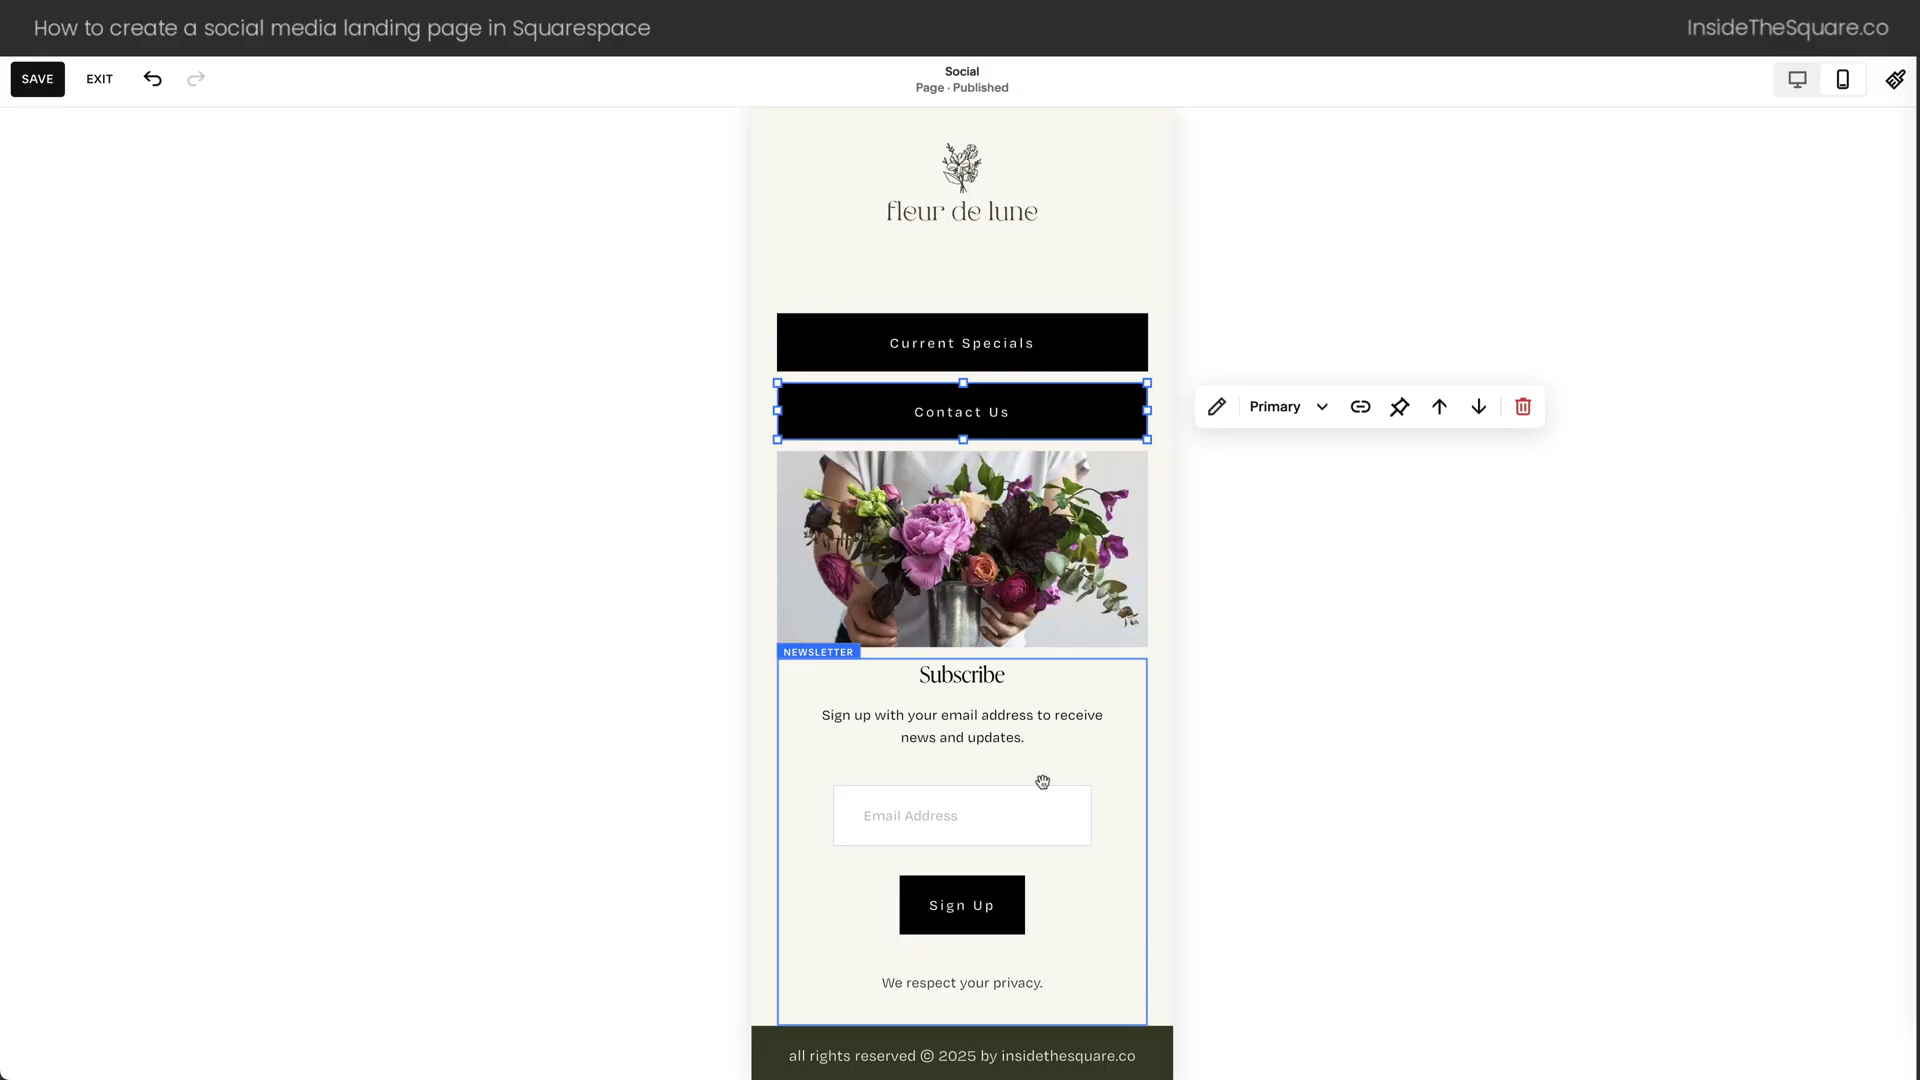 How to create a social media landing page in Squarespace
InsideTheSquare.co
SAVE
EXIT
Social
Page · Published
fleur de lune
Current Specials
Contact Us
Primary
NEWSLETTER
Subscribe
Sign up with your email address to receive
news and updates.
Email Address
Sign Up
We respect your privacy.
all rights reserved © 2025 by insidethesquare.co